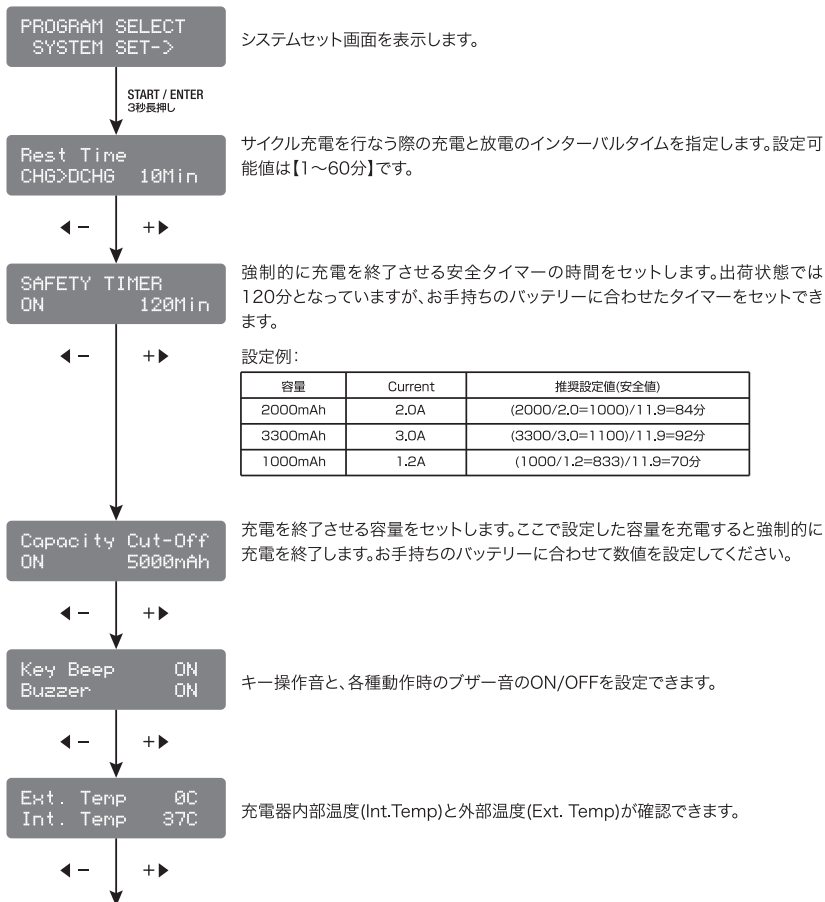 PROGRAM SELECT
SYSTEM SET->
システムセット画面を表示します。
START / ENTER
3秒長押し
Rest Time
CHG>DCHG 10Min
サイクル充電を行なう際の充電と放電のインターバルタイムを指定します。設定可
能値は【1～60分】です。
◀ − + ▶
SAFETY TIMER
ON 120Min
強制的に充電を終了させる安全タイマーの時間をセットします。出荷状態では
120分となっていますが、お手持ちのバッテリーに合わせたタイマーをセットでき
ます。
◀ − + ▶
設定例：
容量 Current 推奨設定値(安全値)
2000mAh 2.0A (2000/2.0=1000)/11.9=84分
3300mAh 3.0A (3300/3.0=1100)/11.9=92分
1000mAh 1.2A (1000/1.2=833)/11.9=70分
Capacity Cut-Off
ON 5000mAh
充電を終了させる容量をセットします。ここで設定した容量を充電すると強制的に
充電を終了します。お手持ちのバッテリーに合わせて数値を設定してください。
◀ − + ▶
Key Beep ON
Buzzer ON
キー操作音と、各種動作時のブザー音のON/OFFを設定できます。
◀ − + ▶
Ext. Temp 0C
Int. Temp 37C
充電器内部温度(Int.Temp)と外部温度(Ext. Temp)が確認できます。
◀ − + ▶